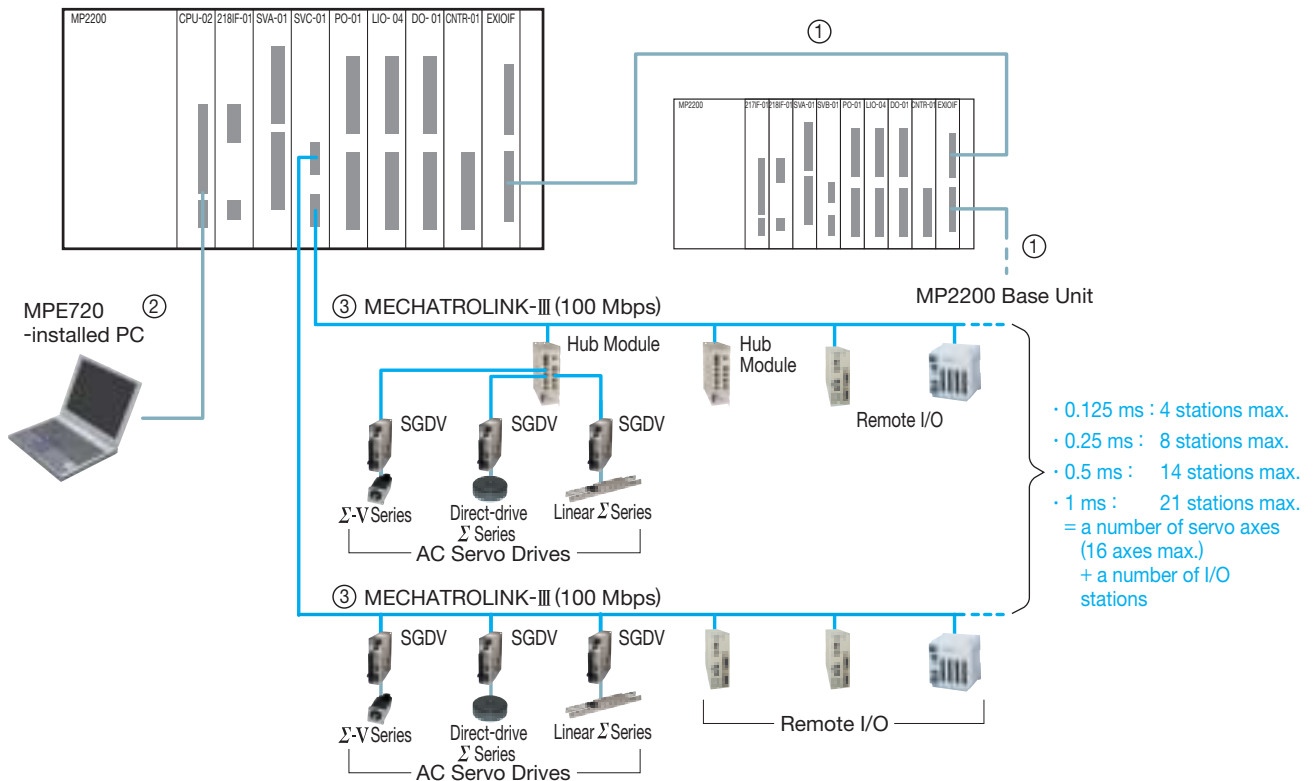 MP2200
CPU-02
218IF-01
SVA-01
SVC-01
PO-01
LIO- 04
DO- 01
CNTR-01
EXIOIF
①
MP2200
217IF-01
218IF-01
SVA-01
SVB-01
PO-01
LIO-04
DO-01
CNTR-01
EXIOIF
①
MP2200 Base Unit
MPE720
-installed PC
②
③ MECHATROLINK-Ⅲ (100 Mbps)
Hub Module
Hub
Module
Remote I/O
SGDV
SGDV
SGDV
Σ-V Series
Direct-drive
Σ Series
Linear Σ Series
AC Servo Drives
· 0.125 ms : 4 stations max.
· 0.25 ms : 8 stations max.
· 0.5 ms : 14 stations max.
· 1 ms : 21 stations max.
= a number of servo axes
(16 axes max.)
+ a number of I/O
stations
③ MECHATROLINK-Ⅲ (100 Mbps)
SGDV
SGDV
SGDV
Σ-V Series
Direct-drive
Σ Series
Linear Σ Series
AC Servo Drives
Remote I/O